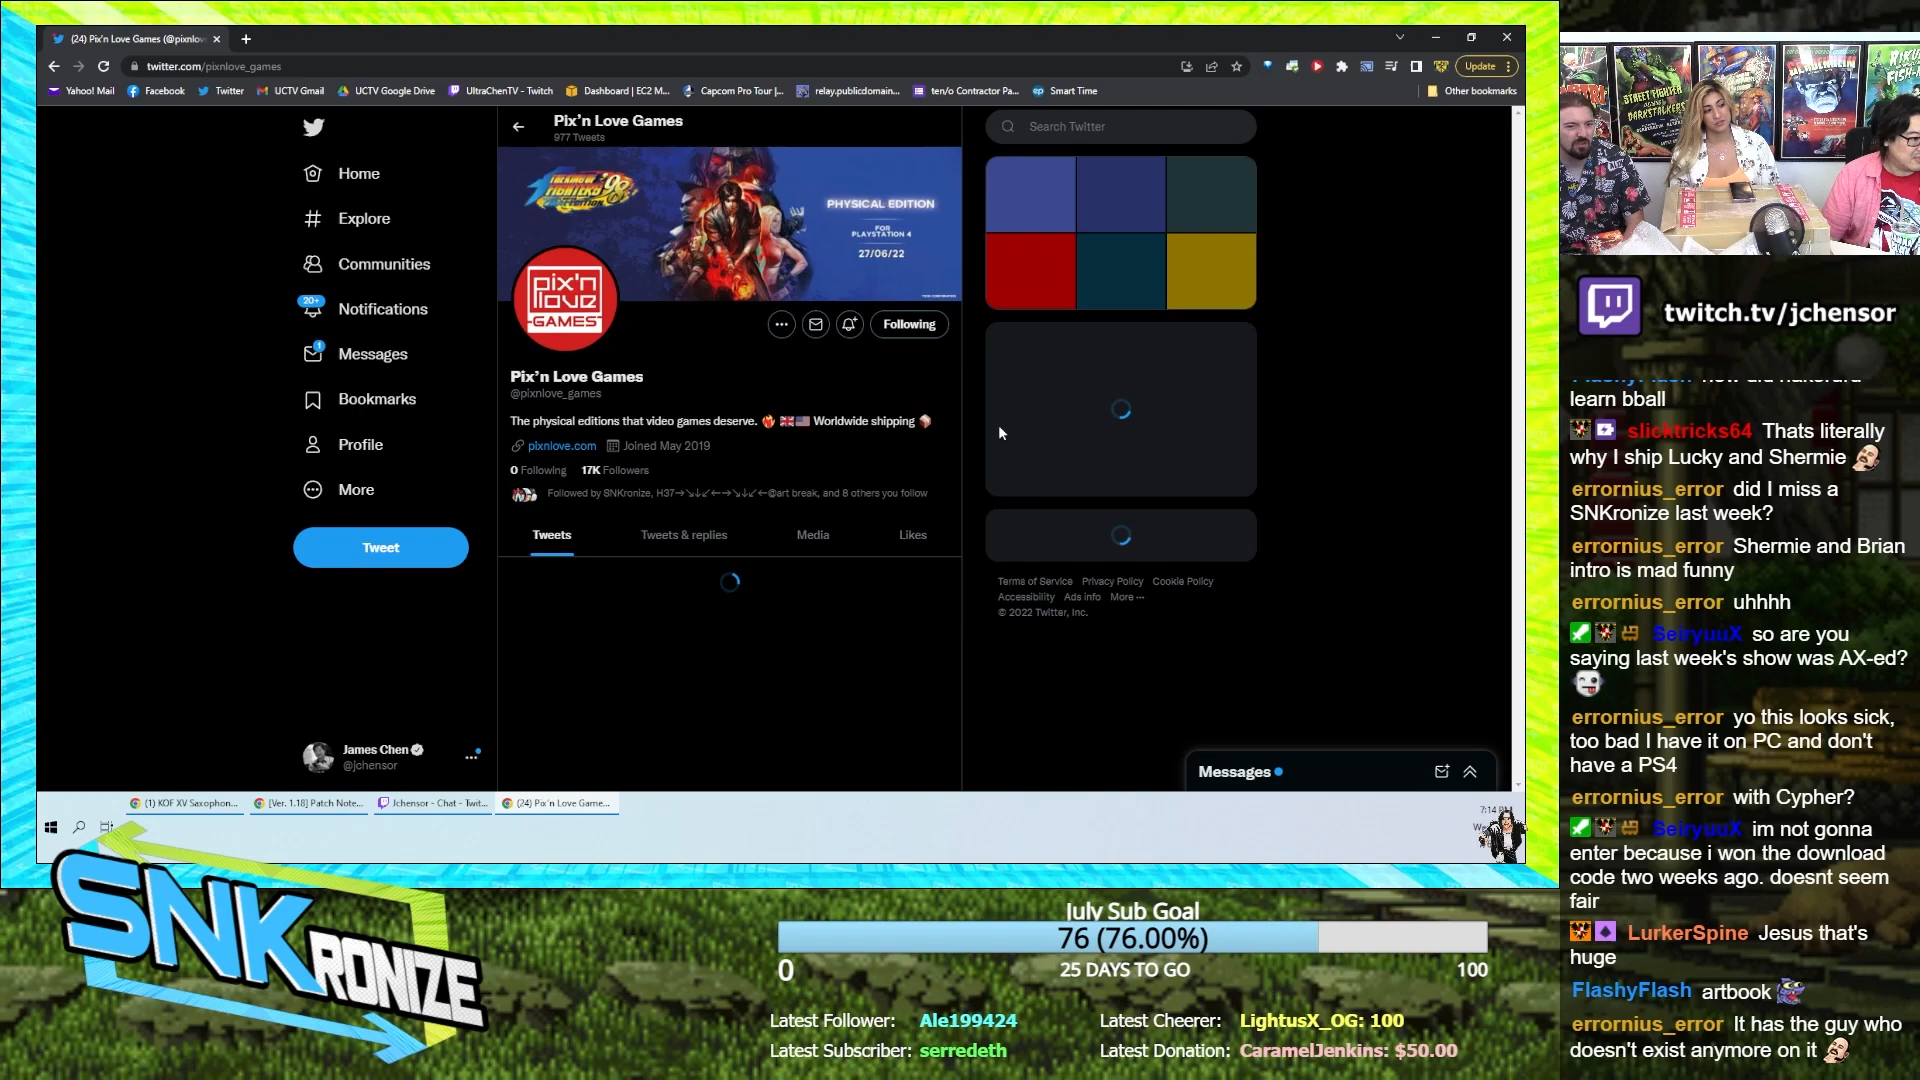 (24) Pix'n Love Games (@pixnlov
twitter.com/pixnlove_games
Update
Yahoo! Mail Facebook Twitter UCTV Gmail UCTV Google Drive UltraChenTV - Twitch Dashboard | EC2 M... Capcom Pro Tour |... relay.publicdomain... ten/o Contractor Pa... Smart Time Other bookmarks
Home
Explore
Communities
20+
Notifications
1
Messages
Bookmarks
Profile
More
Tweet
James Chen
@jchensor
Pix'n Love Games
977 Tweets
THE KING OF FIGHTERS '98
PHYSICAL EDITION
FOR
PLAYSTATION 4
27/06/22
pix'n
love
GAMES
Following
Pix'n Love Games
@pixnlove_games
The physical editions that video games deserve. Worldwide shipping
pixnlove.com Joined May 2019
0 Following 17K Followers
Followed by SNKronize, H37→↘↓↙←→↘↓↙←@art break, and 8 others you follow
Tweets Tweets & replies Media Likes
Search Twitter
Terms of Service Privacy Policy Cookie Policy
Accessibility Ads info More ···
© 2022 Twitter, Inc.
Messages
(1) KOF XV Saxophon... [Ver. 1.18] Patch Note... Jchensor - Chat - Twit... (24) Pix'n Love Game...
7:14 PM
STREET FIGHTER
DARKSTALKERS
twitch.tv/jchensor
learn bball
slicktricks64 Thats literally
why I ship Lucky and Shermie
errornius_error did I miss a
SNKronize last week?
errornius_error Shermie and Brian
intro is mad funny
errornius_error uhhhh
SeiryuuX so are you
saying last week's show was AX-ed?
errornius_error yo this looks sick,
too bad I have it on PC and don't
have a PS4
errornius_error with Cypher?
SeiryuuX im not gonna
enter because i won the download
code two weeks ago. doesnt seem
fair
LurkerSpine Jesus that's
huge
FlashyFlash artbook
errornius_error It has the guy who
doesn't exist anymore on it
SNKRONIZE
July Sub Goal
76 (76.00%)
0 25 DAYS TO GO 100
Latest Follower: Ale199424 Latest Cheerer: LightusX_OG: 100
Latest Subscriber: serredeth Latest Donation: CaramelJenkins: $50.00